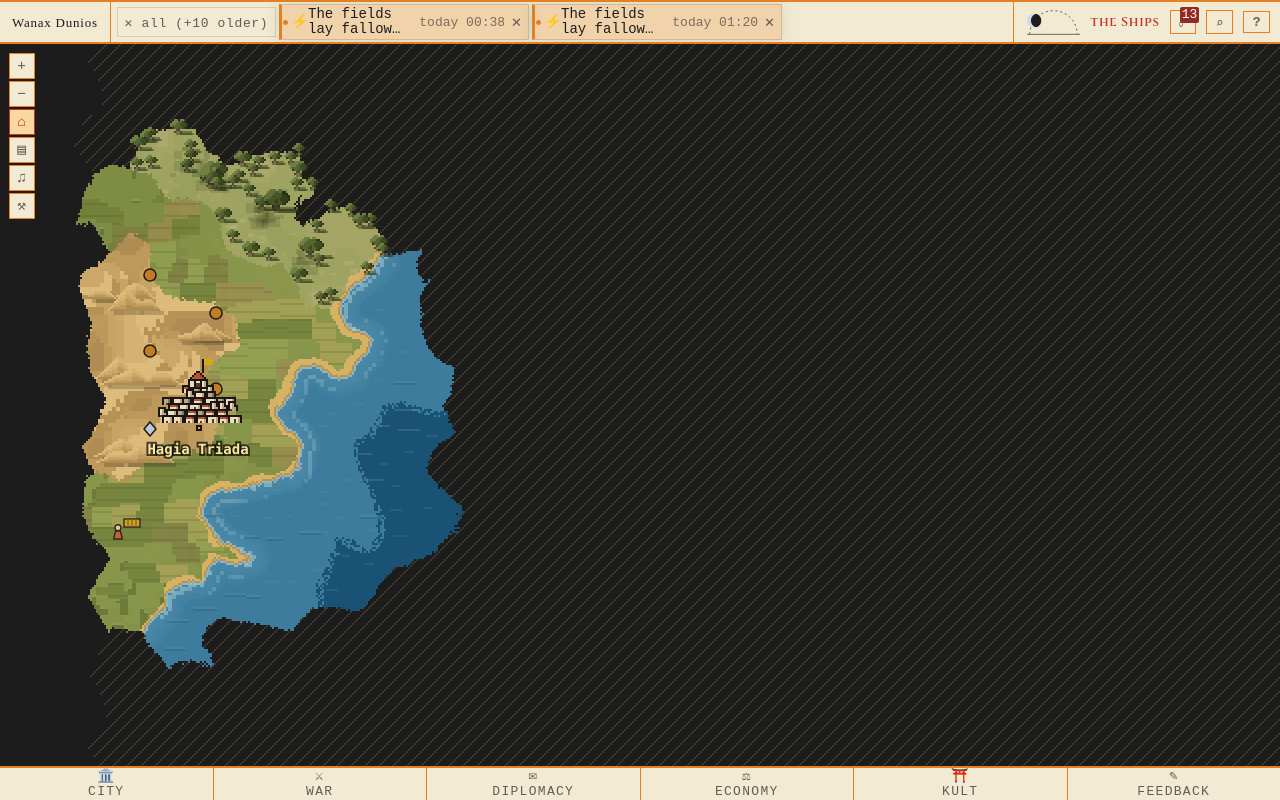 Wanax Dunios
✕ all (+10 older)
The fields lay fallow…
today 00:38 ✕
The fields lay fallow…
today 01:20 ✕
THE SHIPS
13
?
Hagia Triada
CITY
WAR
DIPLOMACY
ECONOMY
KULT
FEEDBACK